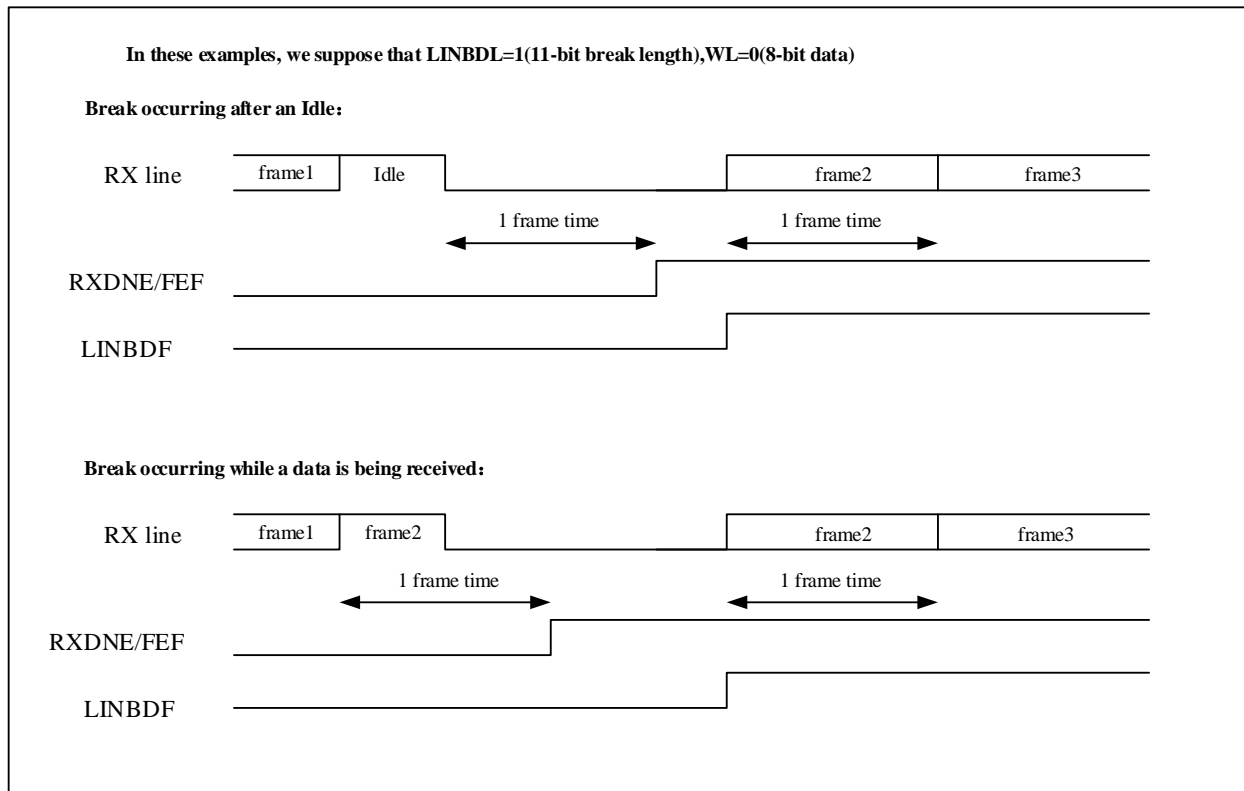 In these examples, we suppose that LINBDL=1(11-bit break length),WL=0(8-bit data)
Break occurring after an Idle：
RX line frame1 Idle frame2 frame3
1 frame time 1 frame time
RXDNE/FEF
LINBDF
Break occurring while a data is being received：
RX line frame1 frame2 frame2 frame3
1 frame time 1 frame time
RXDNE/FEF
LINBDF